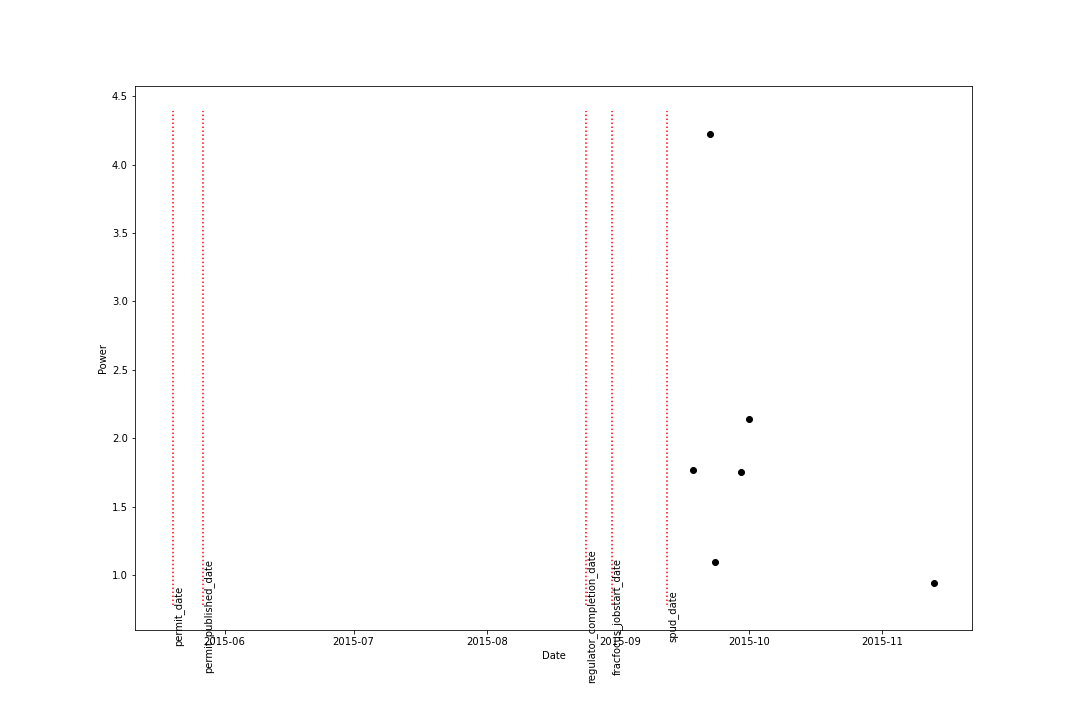 4.5
4.0
3.5
3.0
2.5
2.0
1.5
1.0
Power
permit_date
permit_published_date
regulator_completion_date
fracfocus_jobstart_date
spud_date
2015-06
2015-07
2015-08
2015-09
2015-10
2015-11
Date